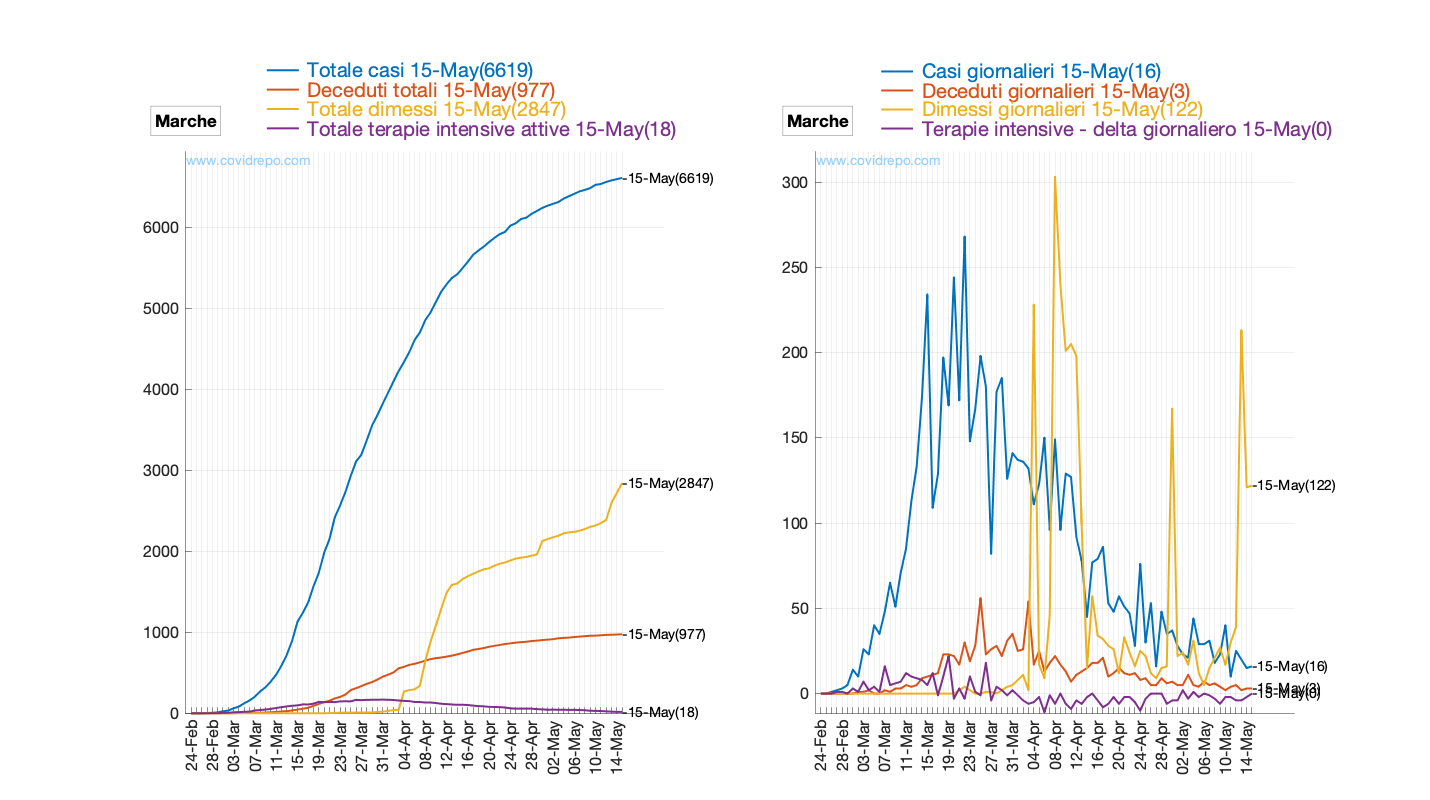 Totale casi 15-May(6619)
Deceduti totali 15-May(977)
Totale dimessi 15-May(2847)
Totale terapie intensive attive 15-May(18)
Marche
www.covidrepo.com
6000
5000
4000
3000
2000
1000
0
15-May(6619)
15-May(2847)
15-May(977)
15-May(18)
24-Feb
28-Feb
03-Mar
07-Mar
11-Mar
15-Mar
19-Mar
23-Mar
27-Mar
31-Mar
04-Apr
08-Apr
12-Apr
16-Apr
20-Apr
24-Apr
28-Apr
02-May
06-May
10-May
14-May
Casi giornalieri 15-May(16)
Deceduti giornalieri 15-May(3)
Dimessi giornalieri 15-May(122)
Terapie intensive - delta giornaliero 15-May(0)
Marche
www.covidrepo.com
300
250
200
150
100
50
0
15-May(122)
15-May(16)
15-May(3)
15-May(0)
24-Feb
28-Feb
03-Mar
07-Mar
11-Mar
15-Mar
19-Mar
23-Mar
27-Mar
31-Mar
04-Apr
08-Apr
12-Apr
16-Apr
20-Apr
24-Apr
28-Apr
02-May
06-May
10-May
14-May